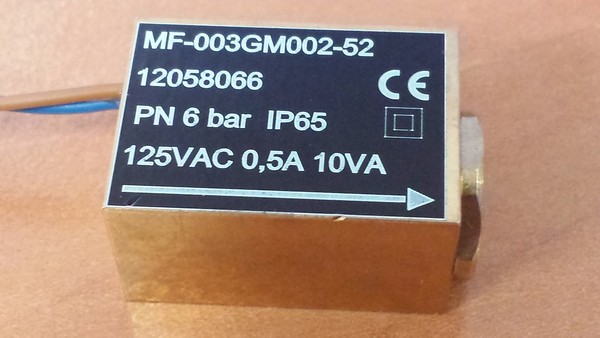 MF-003GM002-52
12058066 CE
PN 6 bar IP65
125VAC 0,5A 10VA